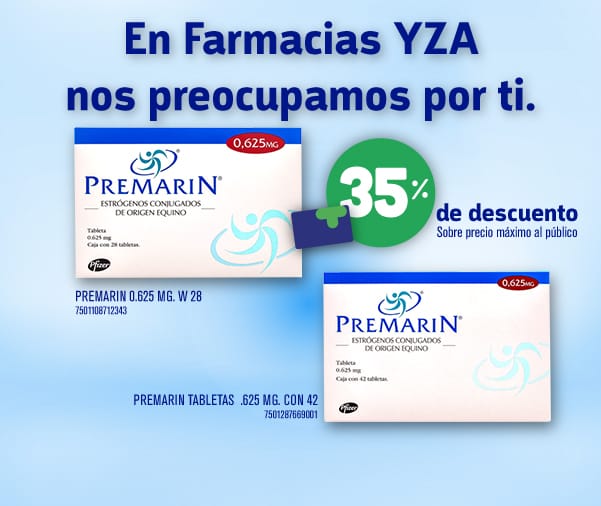 En Farmacias YZA
nos preocupamos por ti.
0,625MG
PREMARIN®
ESTRÓGENOS CONJUGADOS
DE ORIGEN EQUINO
Tableta
0.625 mg
Caja con 28 tabletas.
Pfizer
35%
de descuento
Sobre precio máximo al público
PREMARIN 0.625 MG. W 28
7501108712343
0,625MG
PREMARIN®
ESTRÓGENOS CONJUGADOS
DE ORIGEN EQUINO
Tableta
0.625 mg
Caja con 42 tabletas.
Pfizer
PREMARIN TABLETAS .625 MG. CON 42
7501287669001